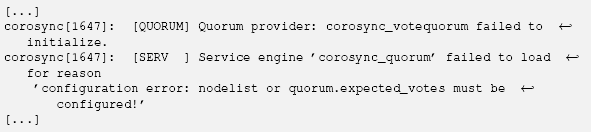 [...]
corosync[1647]:  [QUORUM] Quorum provider: corosync_votequorum failed to ↩
   initialize.
corosync[1647]:  [SERV  ] Service engine ’corosync_quorum’ failed to load ↩
   for reason
    ’configuration error: nodelist or quorum.expected_votes must be ↩
       configured!’
[...]